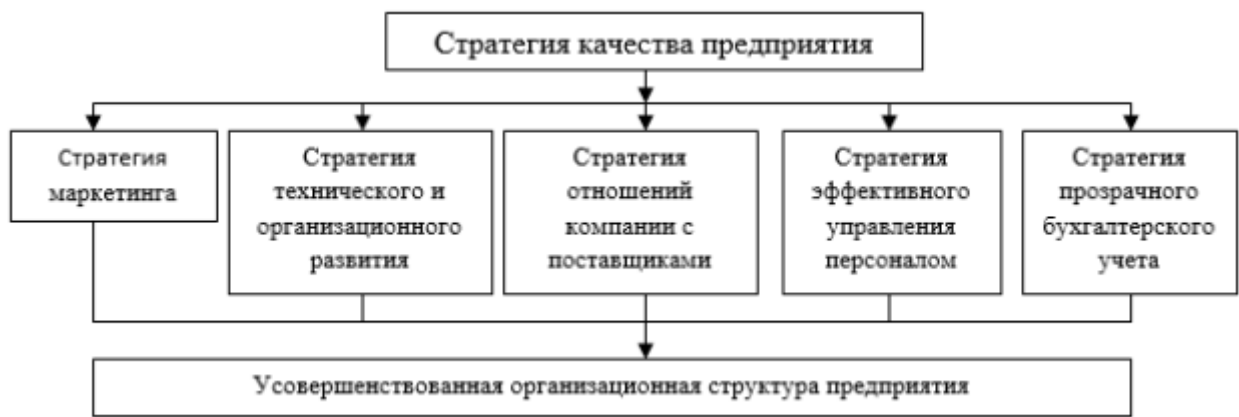 Стратегия качества предприятия
Стратегия
маркетинга
Стратегия
технического и
организационного
развития
Стратегия
отношений
компании с
поставщиками
Стратегия
эффективного
управления
персоналом
Стратегия
прозрачного
бухгалтерского
учета
Усовершенствованная организационная структура предприятия